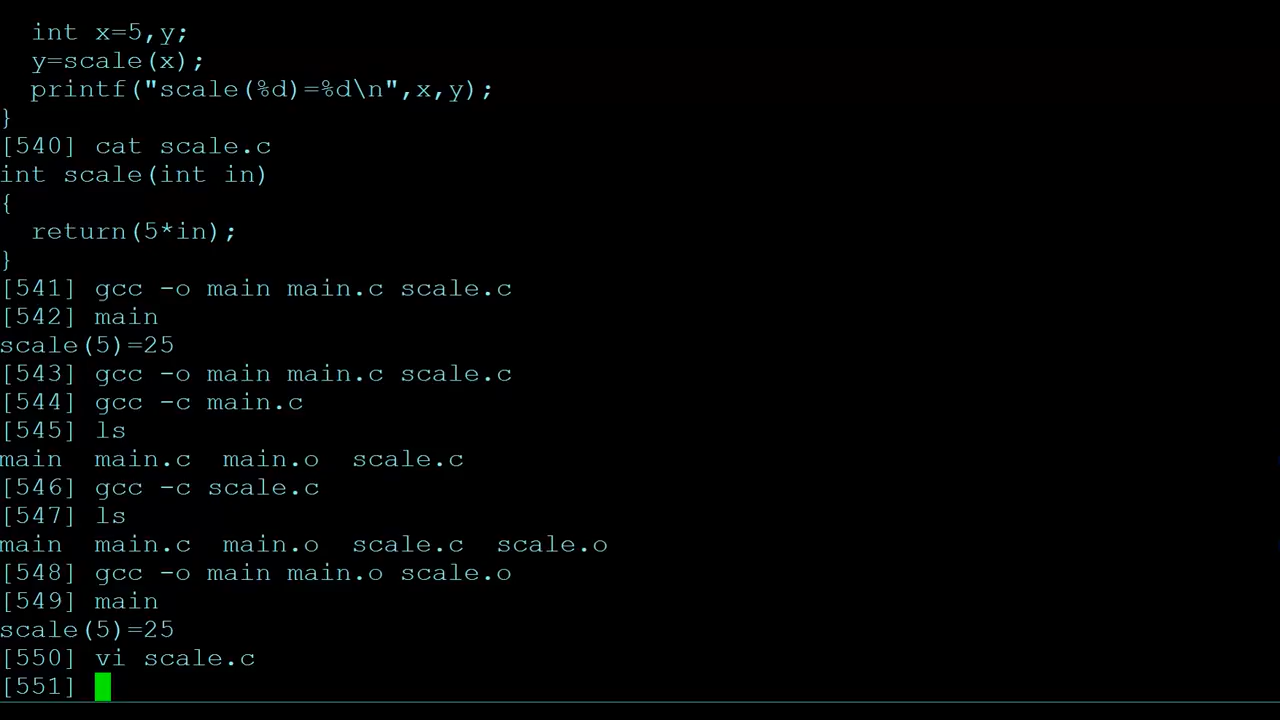 int x=5,y;
y=scale(x);
printf("scale(%d)=%d\n",x,y);
}
[540] cat scale.c
int scale(int in)
{
return(5*in);
}
[541] gcc -o main main.c scale.c
[542] main
scale(5)=25
[543] gcc -o main main.c scale.c
[544] gcc -c main.c
[545] ls
main main.c main.o scale.c
[546] gcc -c scale.c
[547] ls
main main.c main.o scale.c scale.o
[548] gcc -o main main.o scale.o
[549] main
scale(5)=25
[550] vi scale.c
[551]